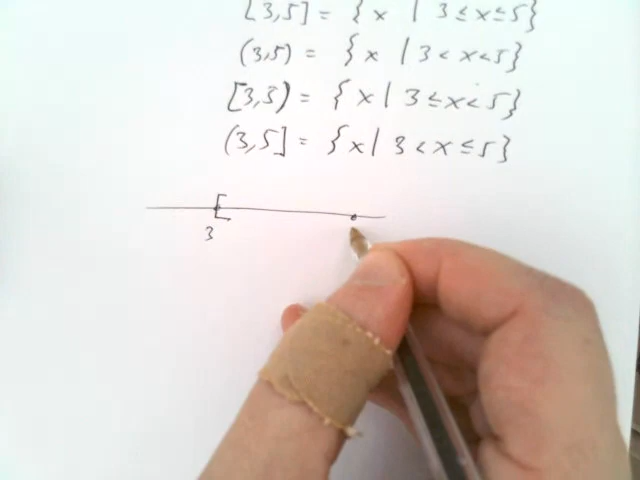 [3,5] = { x | 3 ≤ x ≤ 5}
(3,5) = { x | 3 < x < 5}
[3,3) = { x | 3 ≤ x < 5}
(3,5] = { x | 3 < x ≤ 5}
[
3